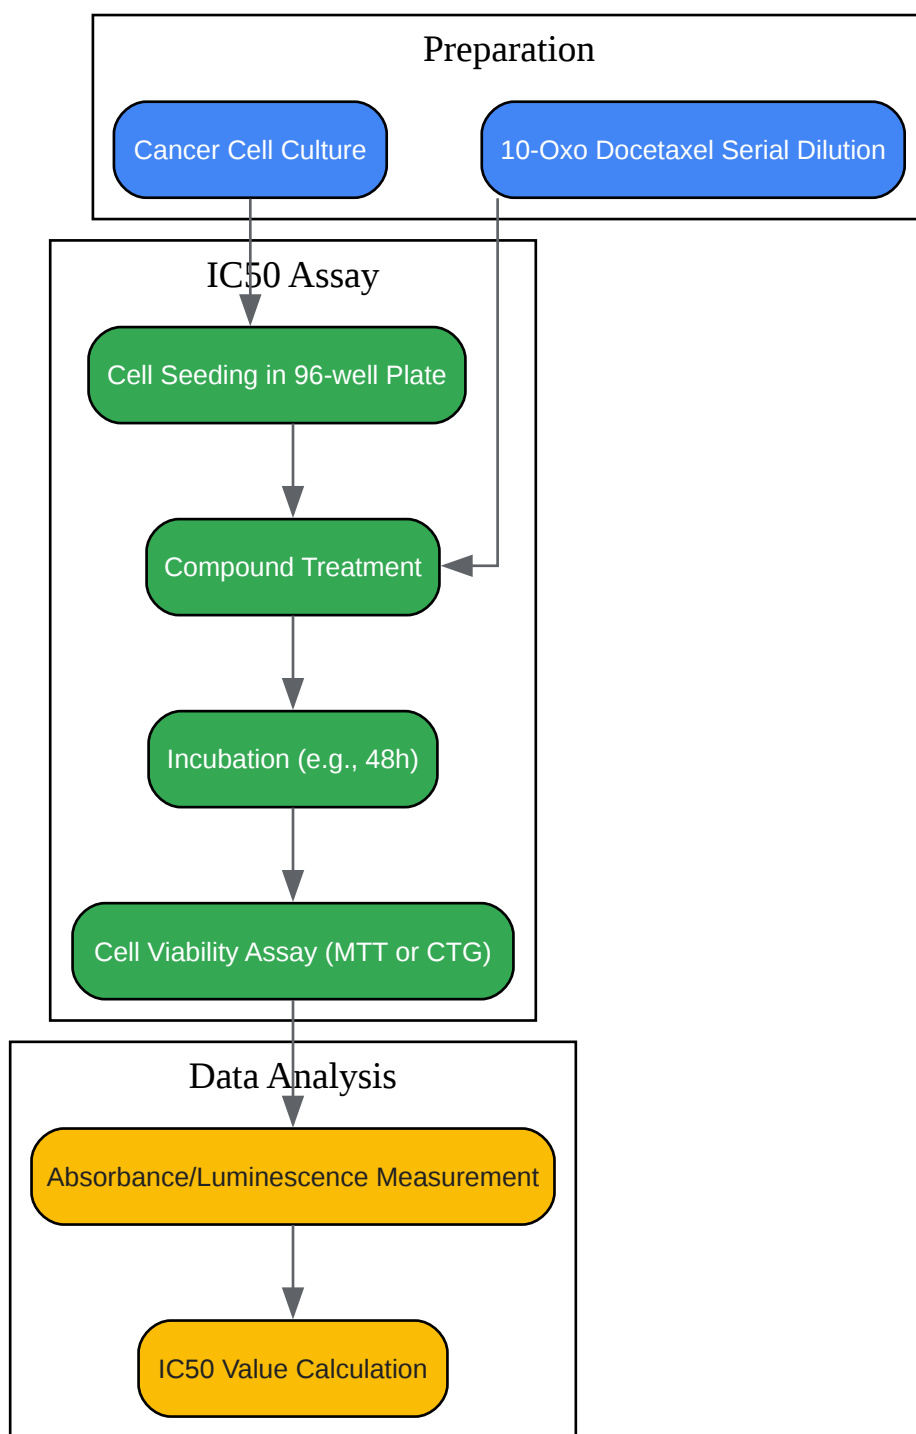 Preparation
Cancer Cell Culture
10-Oxo Docetaxel Serial Dilution
IC50 Assay
Cell Seeding in 96-well Plate
Compound Treatment
Incubation (e.g., 48h)
Cell Viability Assay (MTT or CTG)
Data Analysis
Absorbance/Luminescence Measurement
IC50 Value Calculation